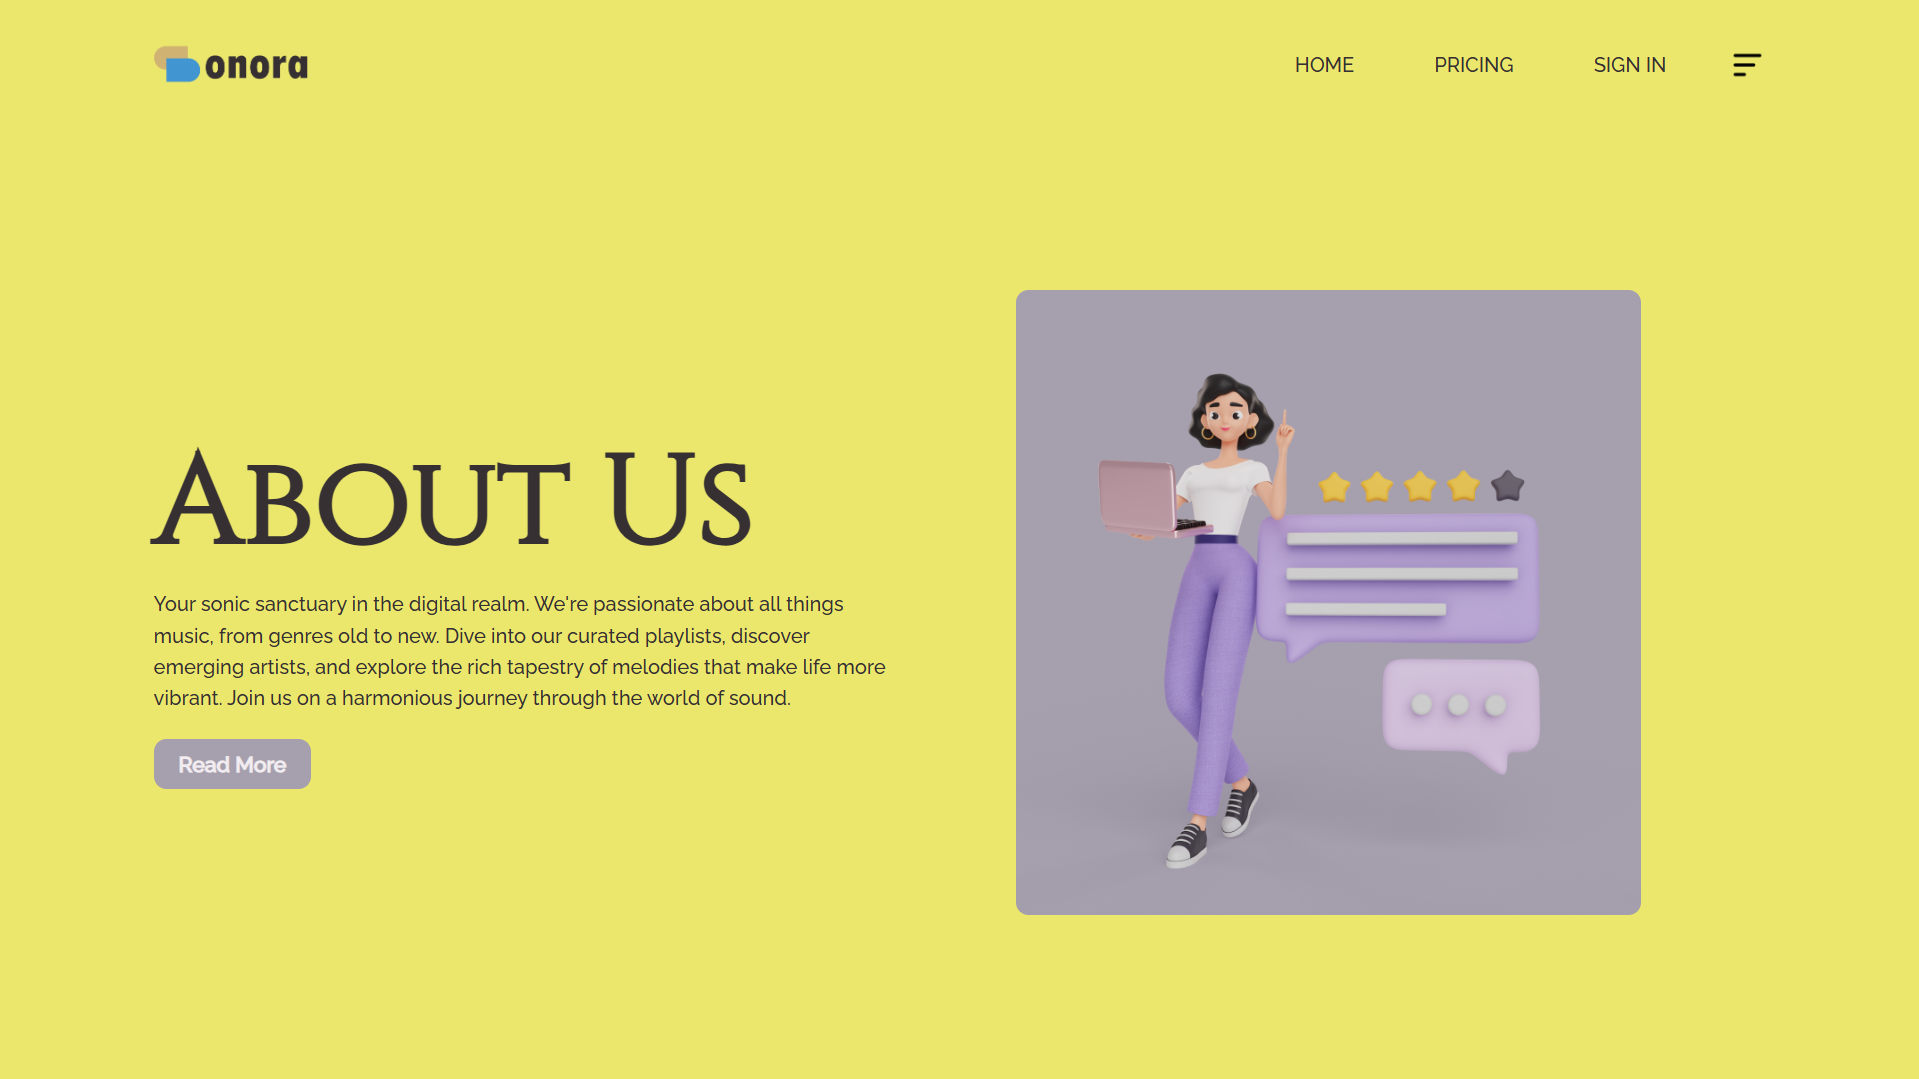 onora
HOME
PRICING
SIGN IN
About Us
Your sonic sanctuary in the digital realm. We're passionate about all things
music, from genres old to new. Dive into our curated playlists, discover
emerging artists, and explore the rich tapestry of melodies that make life more
vibrant. Join us on a harmonious journey through the world of sound.
Read More